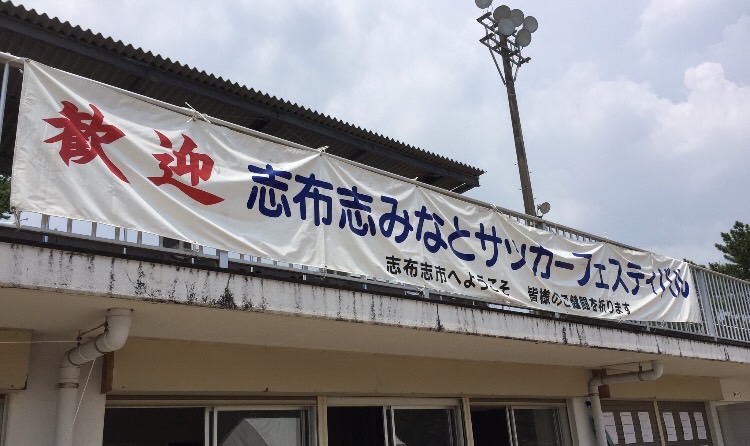 歓迎 志布志みなとサッカーフェスティバル
志布志市へようこそ 皆様のご健闘を祈ります